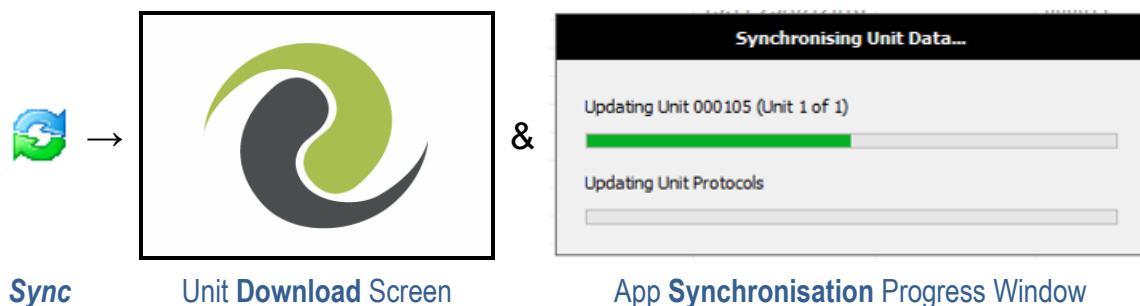 Synchronising Unit Data...
Updating Unit 000105 (Unit 1 of 1)
→
&
Updating Unit Protocols
Sync
Unit Download Screen
App Synchronisation Progress Window